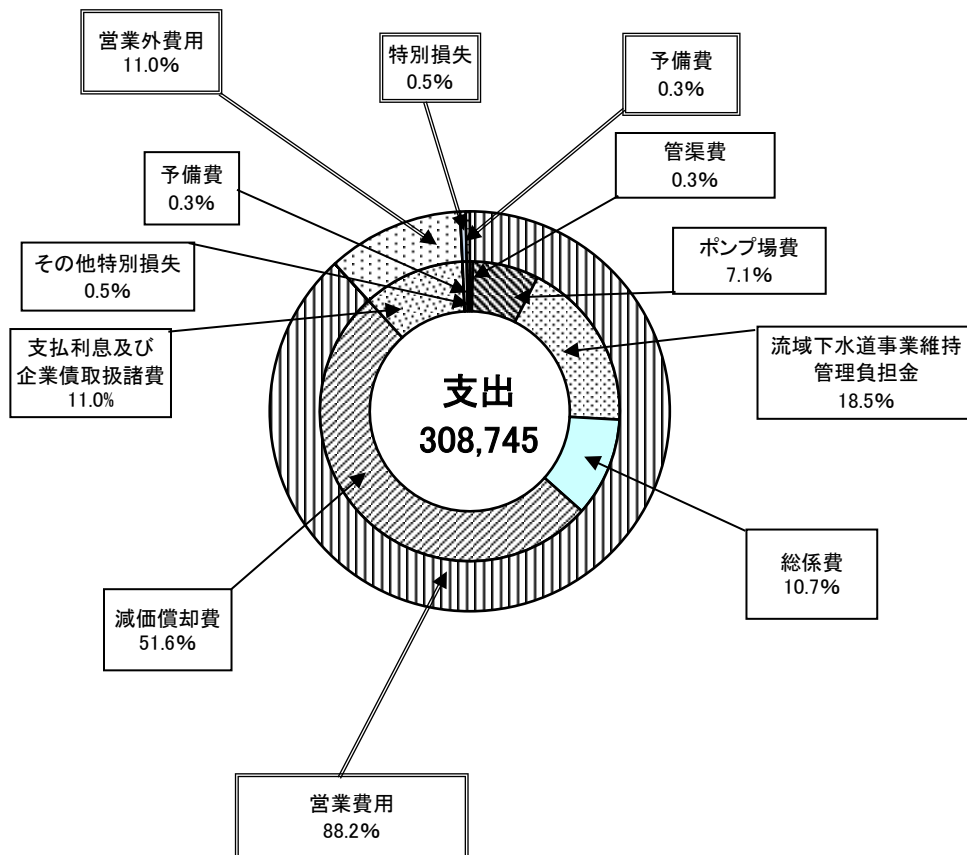 営業外費用
11.0%
特別損失
0.5%
予備費
0.3%
予備費
0.3%
管渠費
0.3%
その他特別損失
0.5%
ポンプ場費
7.1%
支払利息及び
企業債取扱諸費
11.0%
流域下水道事業維持
管理負担金
18.5%
支出
308,745
総係費
10.7%
減価償却費
51.6%
営業費用
88.2%